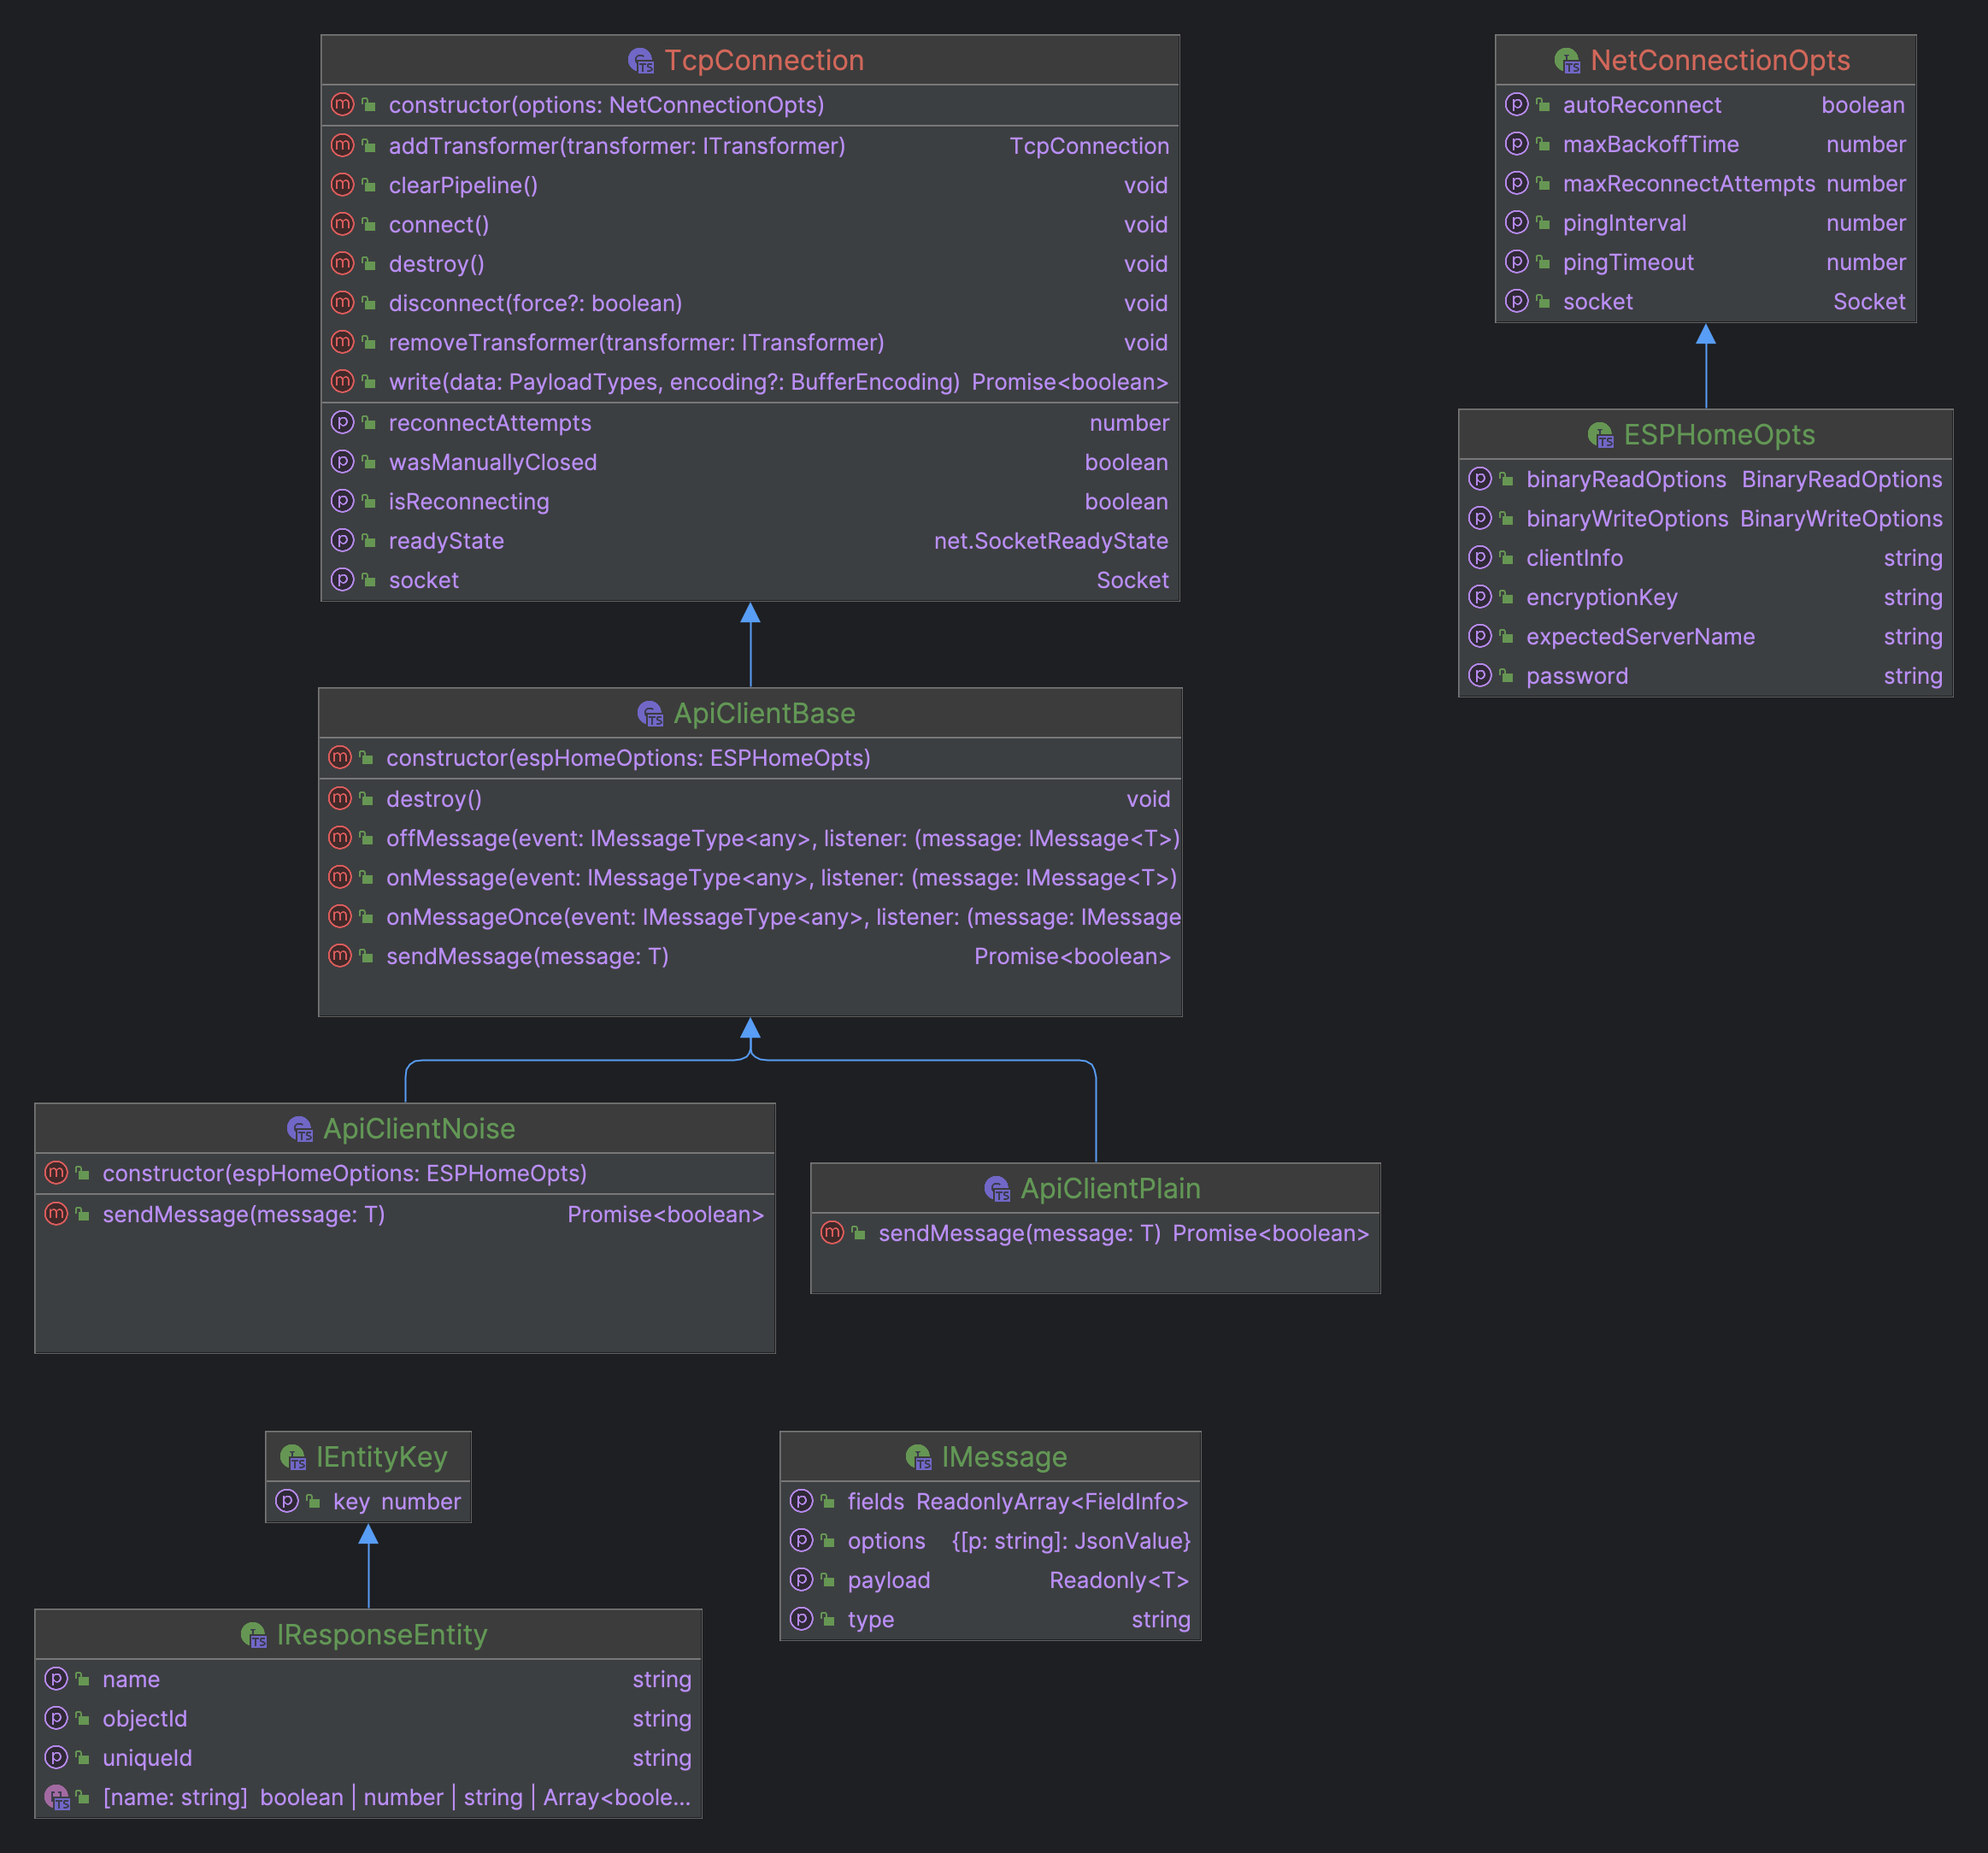 TcpConnection
constructor(options: NetConnectionOpts)
addTransformer(transformer: ITransformer) TcpConnection
clearPipeline() void
connect() void
destroy() void
disconnect(force?: boolean) void
removeTransformer(transformer: ITransformer) void
write(data: PayloadTypes, encoding?: BufferEncoding) Promise<boolean>
reconnectAttempts number
wasManuallyClosed boolean
isReconnecting boolean
readyState net.SocketReadyState
socket Socket
NetConnectionOpts
autoReconnect boolean
maxBackoffTime number
maxReconnectAttempts number
pingInterval number
pingTimeout number
socket Socket
ESPHomeOpts
binaryReadOptions BinaryReadOptions
binaryWriteOptions BinaryWriteOptions
clientInfo string
encryptionKey string
expectedServerName string
password string
ApiClientBase
constructor(espHomeOptions: ESPHomeOpts)
destroy() void
offMessage(event: IMessageType<any>, listener: (message: IMessage<T>)
onMessage(event: IMessageType<any>, listener: (message: IMessage<T>)
onMessageOnce(event: IMessageType<any>, listener: (message: IMessage
sendMessage(message: T) Promise<boolean>
ApiClientNoise
constructor(espHomeOptions: ESPHomeOpts)
sendMessage(message: T) Promise<boolean>
ApiClientPlain
sendMessage(message: T) Promise<boolean>
IEntityKey
key number
IMessage
fields ReadonlyArray<FieldInfo>
options {[p: string]: JsonValue}
payload Readonly<T>
type string
IResponseEntity
name string
objectId string
uniqueId string
[name: string] boolean | number | string | Array<boole...